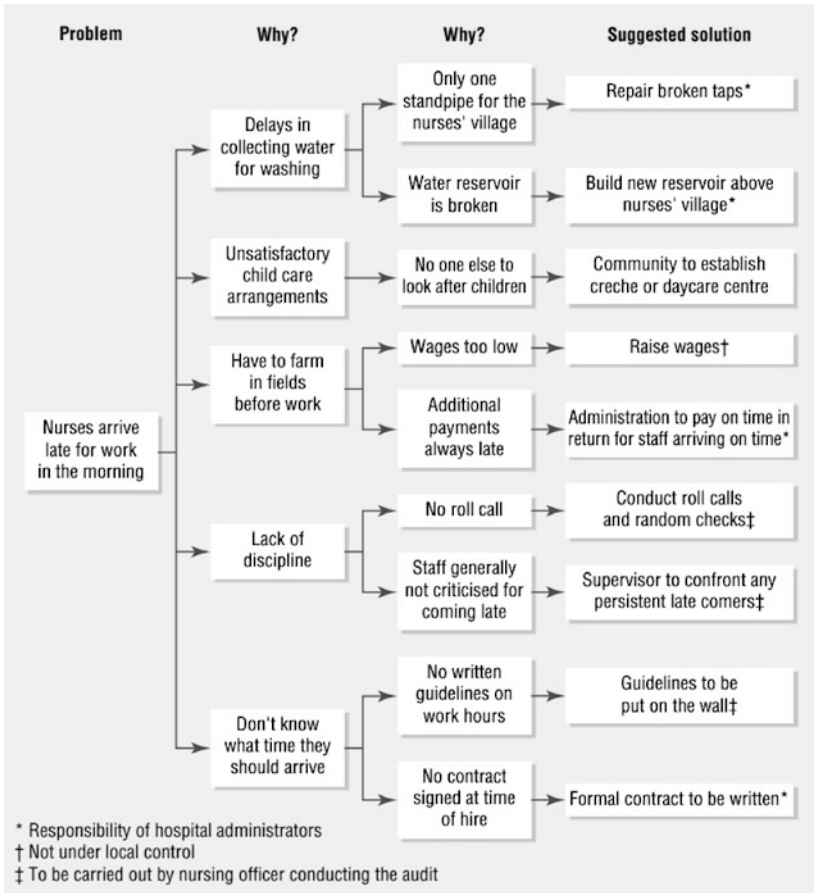 Problem
Why?
Why?
Suggested solution
Nurses arrive
late for work
in the morning
Delays in
collecting water
for washing
Only one
standpipe for the
nurses' village
Repair broken taps*
Water reservoir
is broken
Build new reservoir above
nurses' village*
Unsatisfactory
child care
arrangements
No one else to
look after children
Community to establish
creche or daycare centre
Have to farm
in fields
before work
Wages too low
Raise wages†
Additional
payments
always late
Administration to pay on time in
return for staff arriving on time*
Lack of
discipline
No roll call
Conduct roll calls
and random checks‡
Staff generally
not criticised for
coming late
Supervisor to confront any
persistent late comers‡
Don't know
what time they
should arrive
No written
guidelines on
work hours
Guidelines to be
put on the wall‡
No contract
signed at time
of hire
Formal contract to be written*
* Responsibility of hospital administrators
† Not under local control
‡ To be carried out by nursing officer conducting the audit